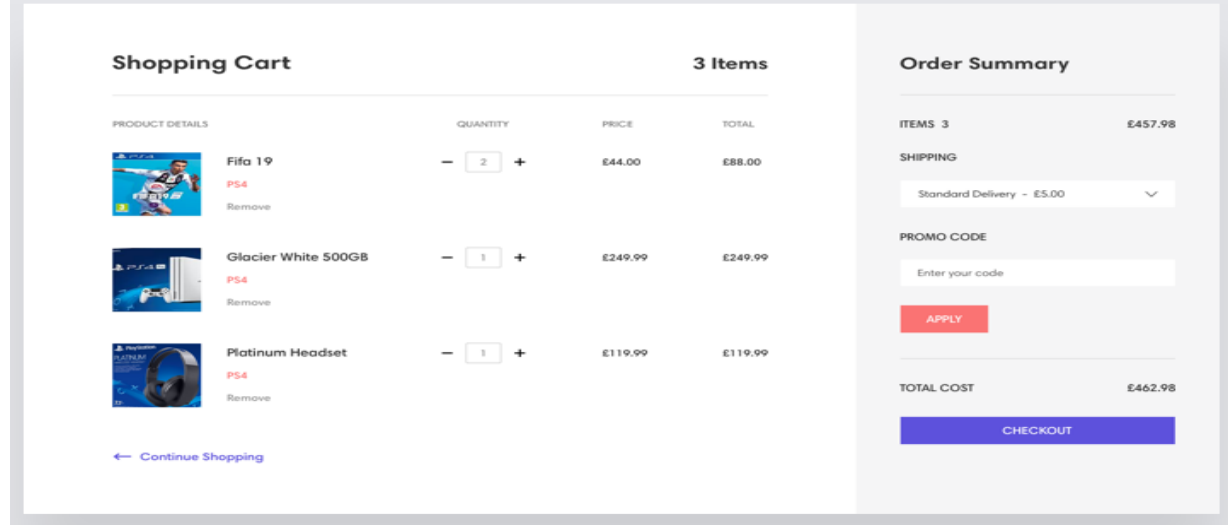 Shopping Cart
3 Items
PRODUCT DETAILS
QUANTITY
PRICE
TOTAL
Fifa 19
PS4
Remove
− 2 +
£44.00
£88.00
Glacier White 500GB
PS4
Remove
− 1 +
£249.99
£249.99
Platinum Headset
PS4
Remove
− 1 +
£119.99
£119.99
← Continue Shopping
Order Summary
ITEMS 3
£457.98
SHIPPING
Standard Delivery - £5.00
PROMO CODE
Enter your code
APPLY
TOTAL COST
£462.98
CHECKOUT